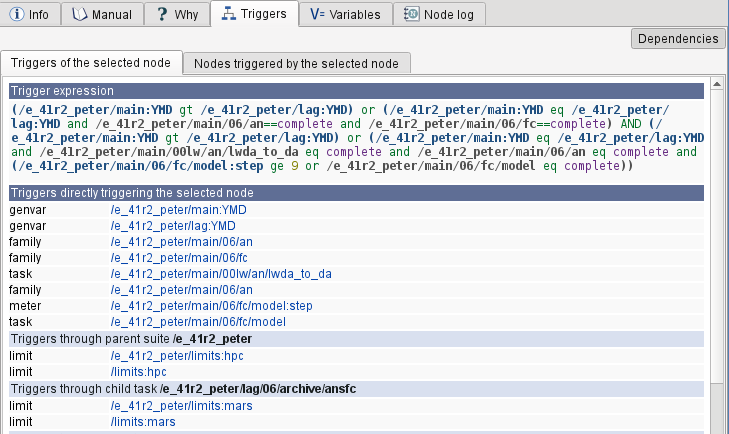 Info Manual Why Triggers Variables Node log
Dependencies
Triggers of the selected node Nodes triggered by the selected node
Trigger expression
(/e_41r2_peter/main:YMD gt /e_41r2_peter/lag:YMD) or (/e_41r2_peter/main:YMD eq /e_41r2_peter/
lag:YMD and /e_41r2_peter/main/06/an==complete and /e_41r2_peter/main/06/fc==complete) AND (/
e_41r2_peter/main:YMD gt /e_41r2_peter/lag:YMD) or (/e_41r2_peter/main:YMD eq /e_41r2_peter/lag:YMD
and /e_41r2_peter/main/00lw/an/lwda_to_da eq complete and /e_41r2_peter/main/06/an eq complete and
(/e_41r2_peter/main/06/fc/model:step ge 9 or /e_41r2_peter/main/06/fc/model eq complete))
Triggers directly triggering the selected node
genvar /e_41r2_peter/main:YMD
genvar /e_41r2_peter/lag:YMD
family /e_41r2_peter/main/06/an
family /e_41r2_peter/main/06/fc
task /e_41r2_peter/main/00lw/an/lwda_to_da
family /e_41r2_peter/main/06/an
meter /e_41r2_peter/main/06/fc/model:step
task /e_41r2_peter/main/06/fc/model
Triggers through parent suite /e_41r2_peter
limit /e_41r2_peter/limits:hpc
limit /limits:hpc
Triggers through child task /e_41r2_peter/lag/06/archive/ansfc
limit /e_41r2_peter/limits:mars
limit /limits:mars